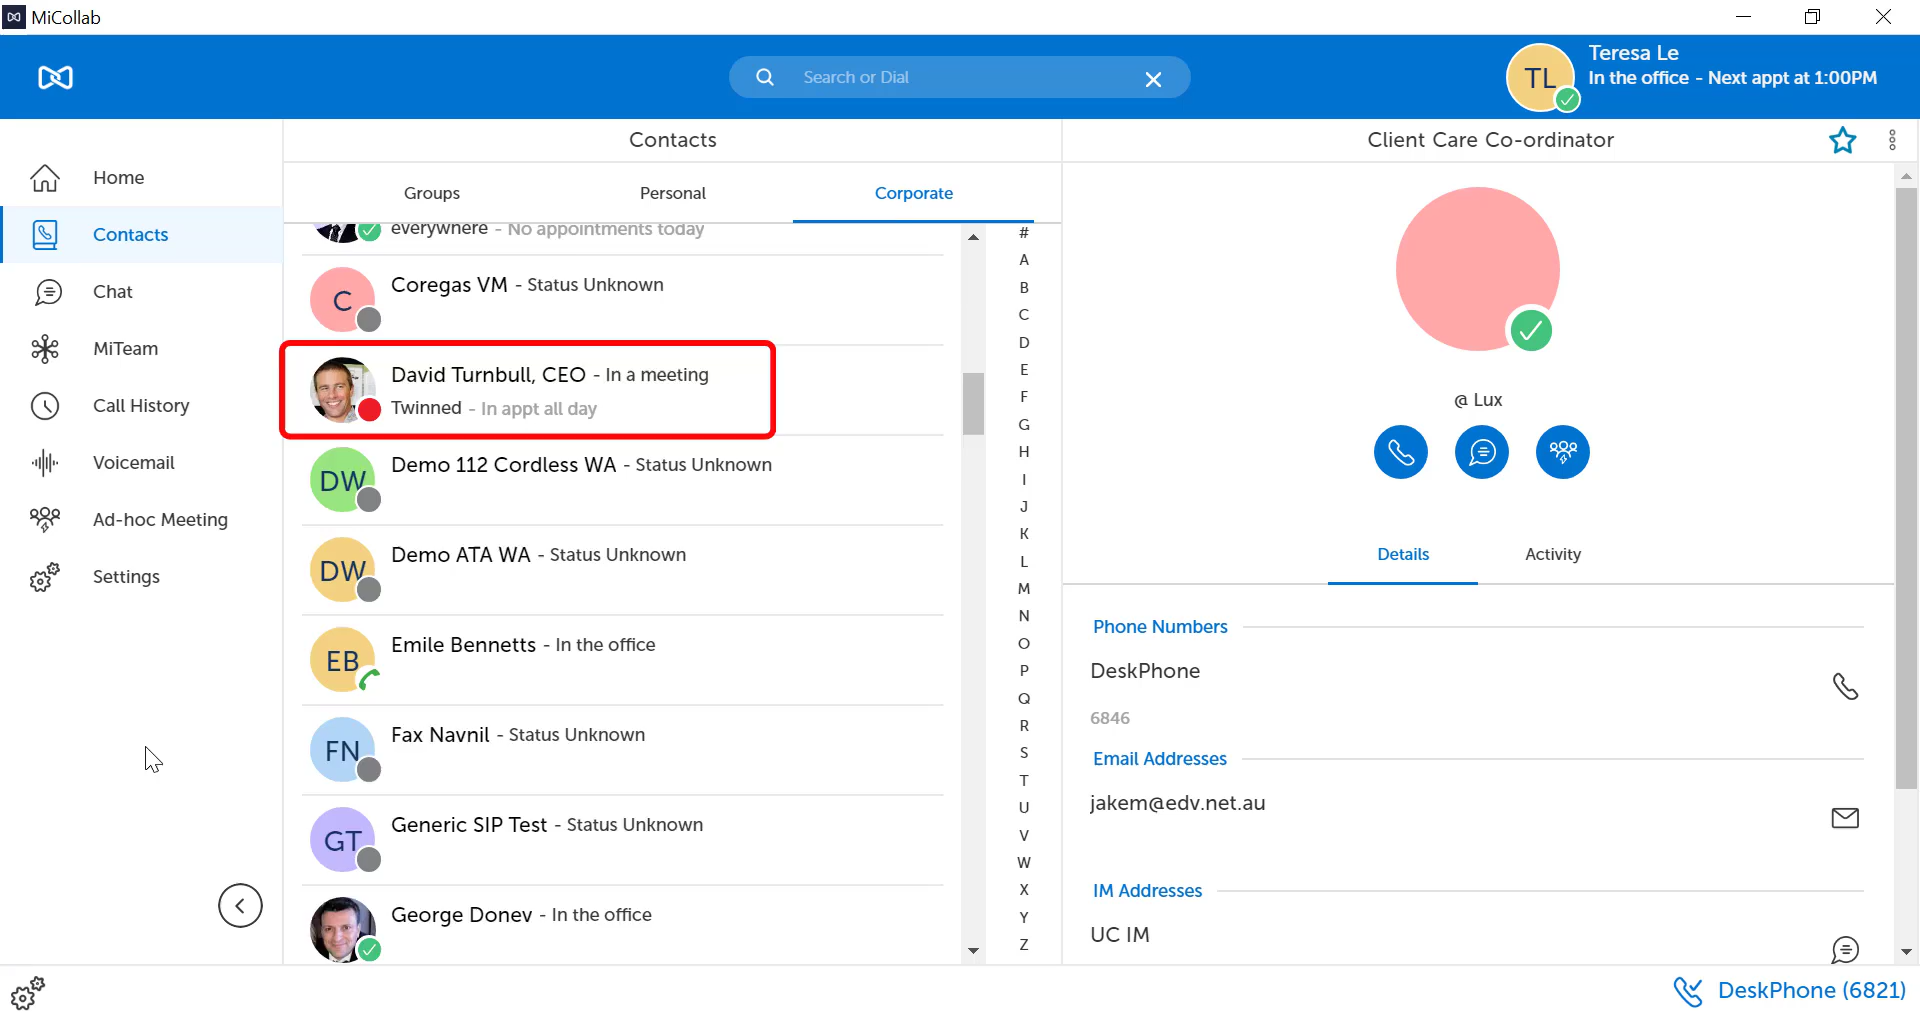 MiCollab
Search or Dial
TL
Teresa Le
In the office - Next appt at 1:00PM
Home
Contacts
Chat
MiTeam
Call History
Voicemail
Ad-hoc Meeting
Settings
Contacts
Groups
Personal
Corporate
everywhere - No appointments today
C
Coregas VM - Status Unknown
David Turnbull, CEO - In a meeting
Twinned - In appt all day
DW
Demo 112 Cordless WA - Status Unknown
DW
Demo ATA WA - Status Unknown
EB
Emile Bennetts - In the office
FN
Fax Navnil - Status Unknown
GT
Generic SIP Test - Status Unknown
George Donev - In the office
#
A
B
C
D
E
F
G
H
I
J
K
L
M
N
O
P
Q
R
S
T
U
V
W
X
Y
Z
Client Care Co-ordinator
@ Lux
Details
Activity
Phone Numbers
DeskPhone
6846
Email Addresses
jakem@edv.net.au
IM Addresses
UC IM
DeskPhone (6821)